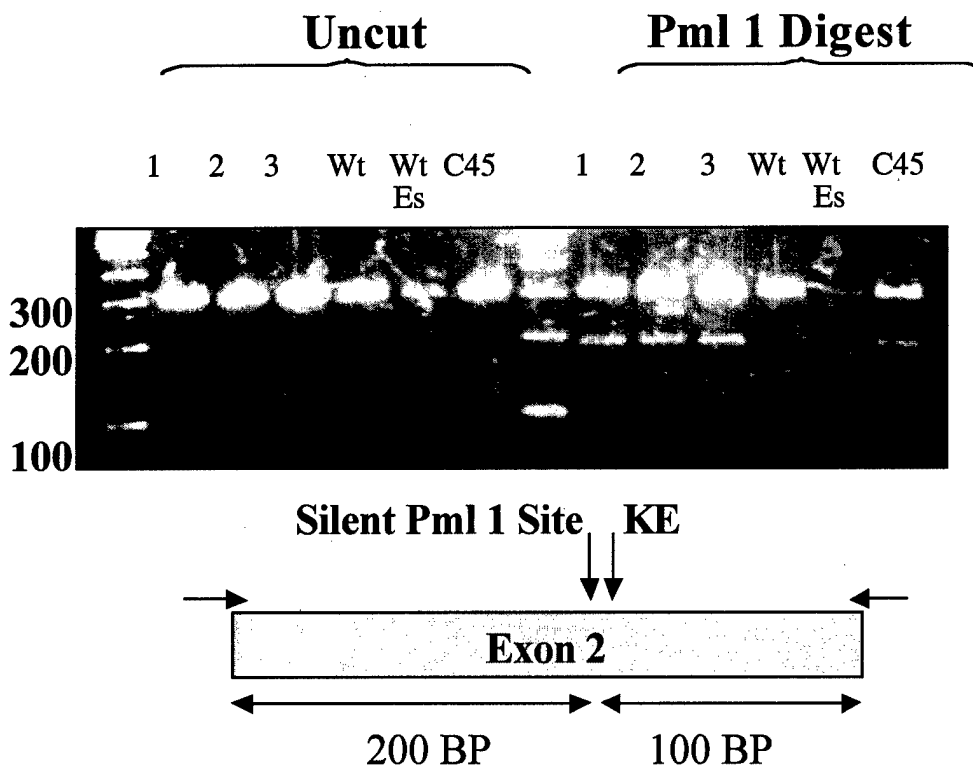 Uncut Pml 1 Digest
1 2 3 Wt Wt C45 1 2 3 Wt Wt C45
Es Es
300
200
100
Silent Pml 1 Site KE
Exon 2
200 BP 100 BP